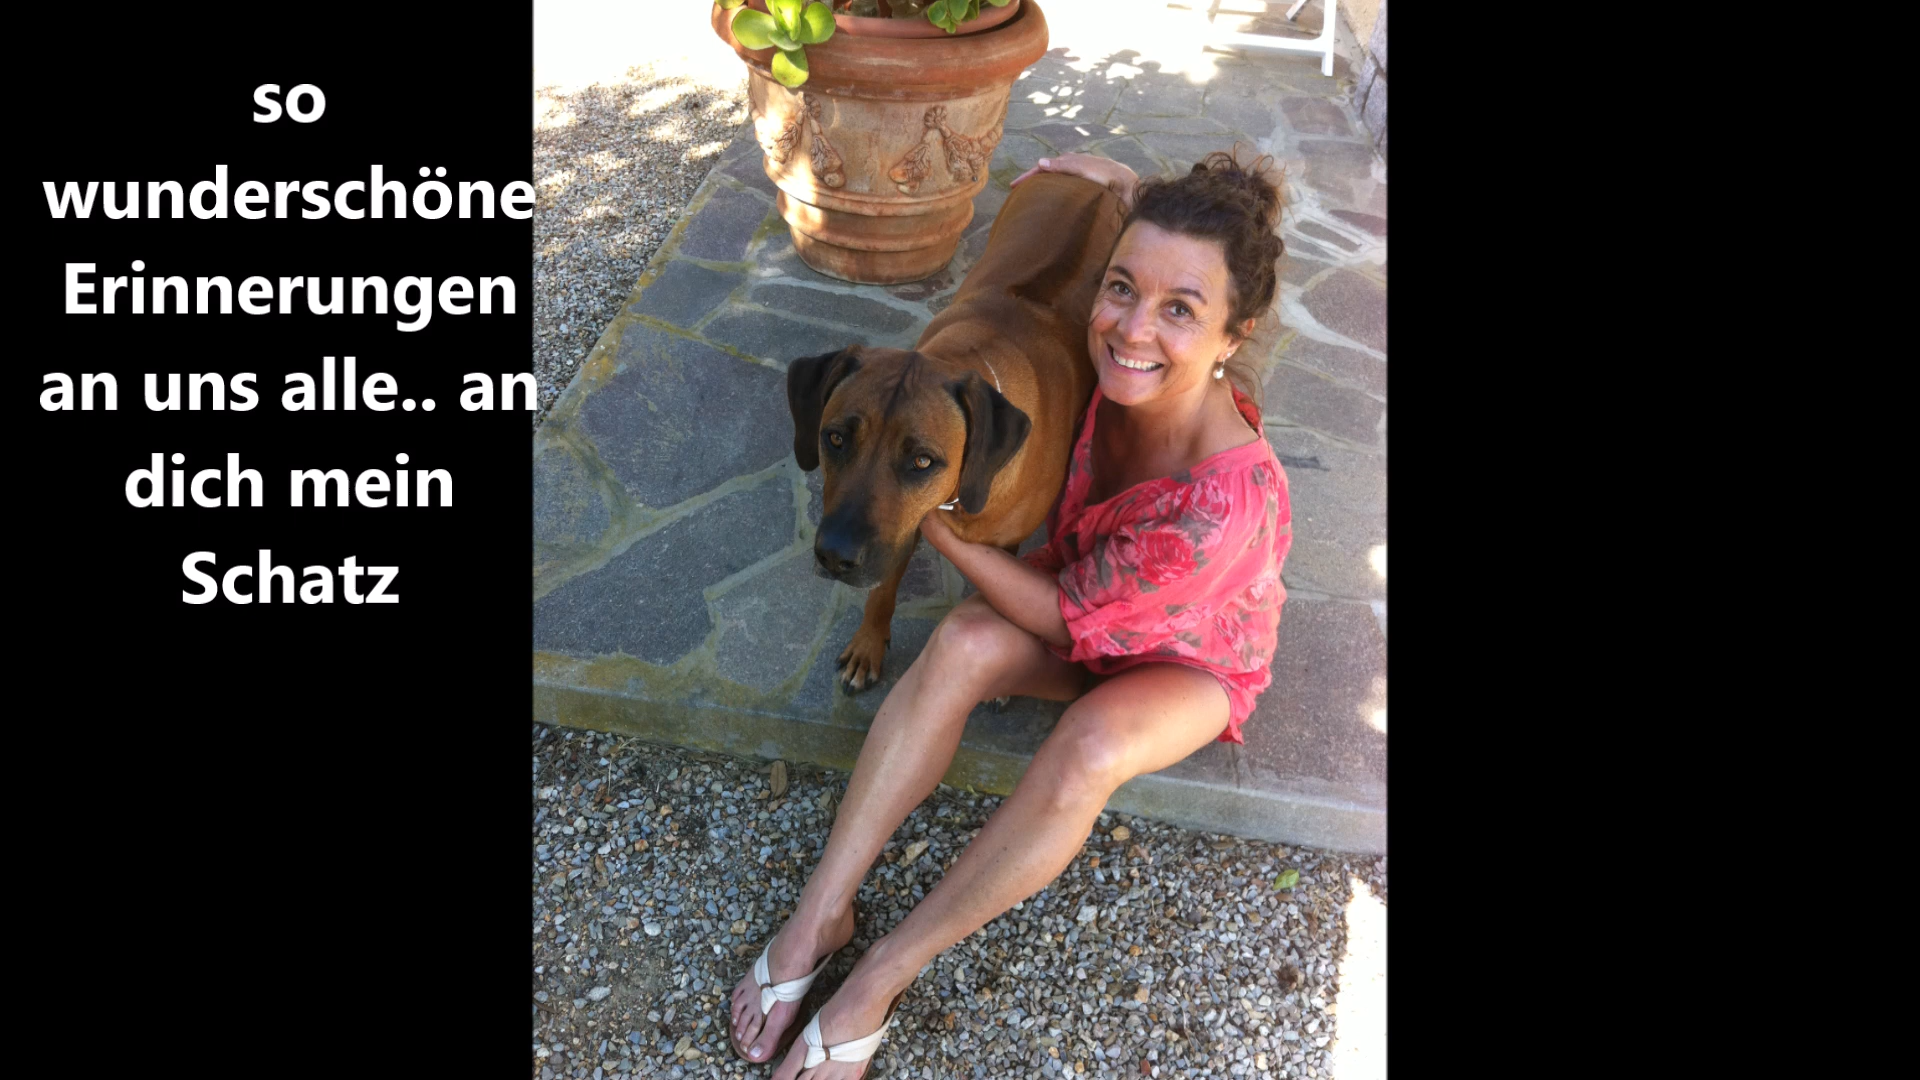 so
wunderschöne
Erinnerungen
an uns alle.. an
dich mein
Schatz